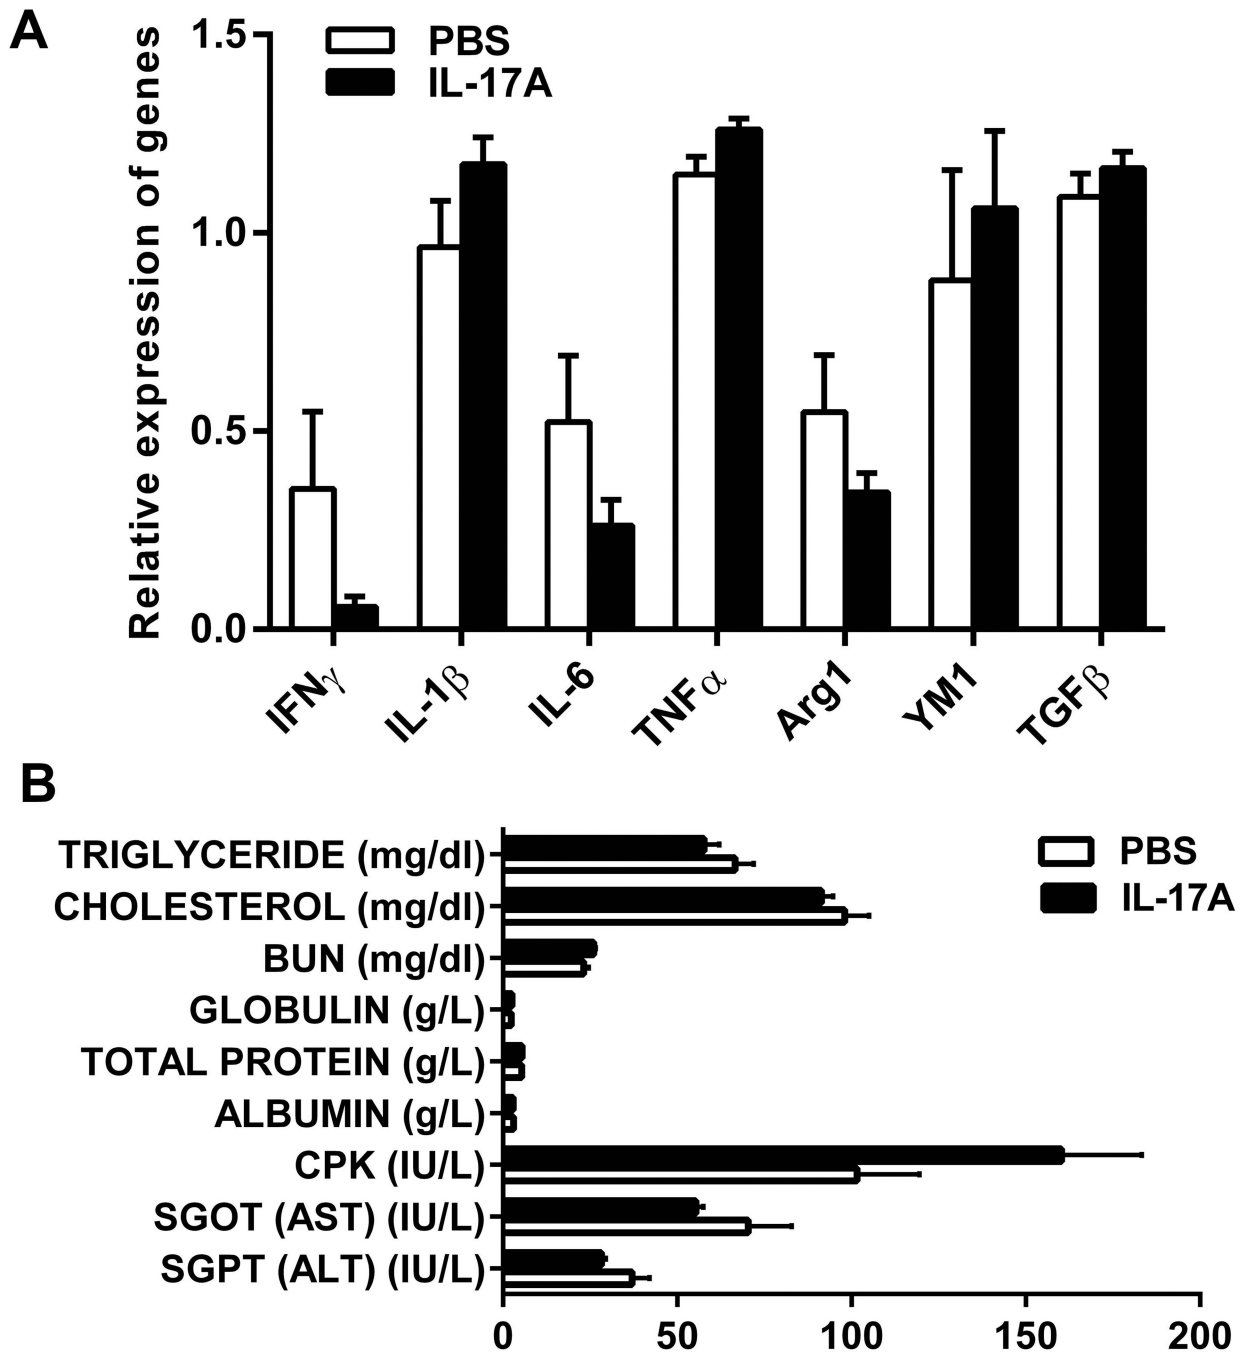 A
Relative expression of genes
1.5
1.0
0.5
0.0
PBS
IL-17A
IFNγ
IL-1β
IL-6
TNFα
Arg1
YM1
TGFβ
B
TRIGLYCERIDE (mg/dl)
CHOLESTEROL (mg/dl)
BUN (mg/dl)
GLOBULIN (g/L)
TOTAL PROTEIN (g/L)
ALBUMIN (g/L)
CPK (IU/L)
SGOT (AST) (IU/L)
SGPT (ALT) (IU/L)
PBS
IL-17A
0 50 100 150 200